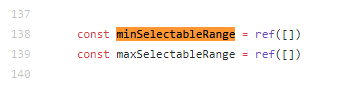 137
138 const minSelectableRange = ref([])
139 const maxSelectableRange = ref([])
140